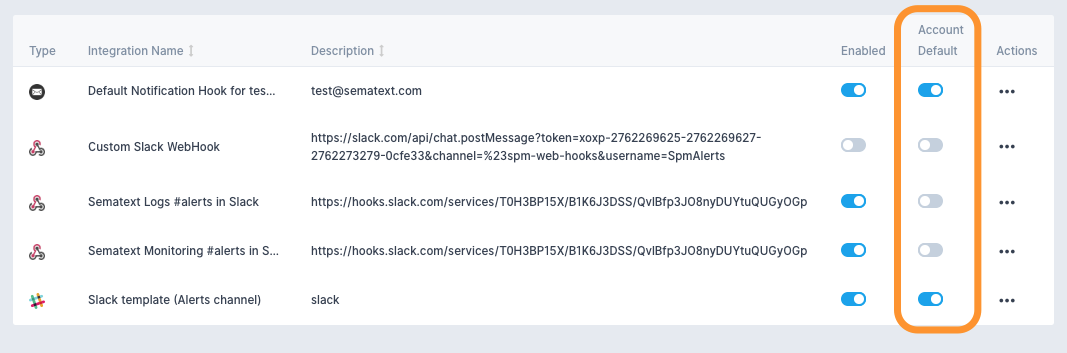 Type Integration Name Description Enabled Account Default Actions
Default Notification Hook for tes... test@sematext.com
Custom Slack WebHook https://slack.com/api/chat.postMessage?token=xoxp-2762269625-2762269627-
2762273279-0cfe33&channel=%23spm-web-hooks&username=SpmAlerts
Sematext Logs #alerts in Slack https://hooks.slack.com/services/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
Sematext Monitoring #alerts in S... https://hooks.slack.com/services/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
Slack template (Alerts channel) slack